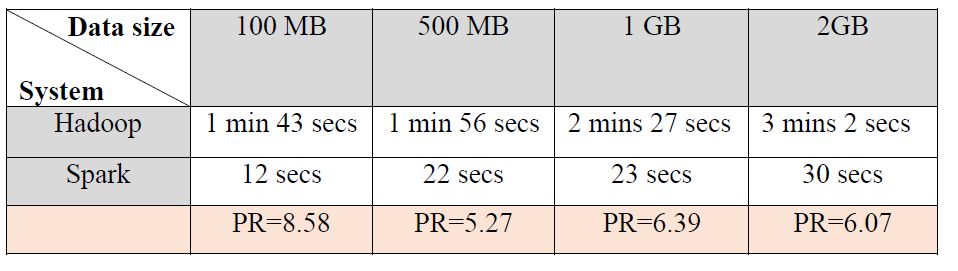 Data size 100 MB 500 MB 1 GB 2GB
System
Hadoop 1 min 43 secs 1 min 56 secs 2 mins 27 secs 3 mins 2 secs
Spark 12 secs 22 secs 23 secs 30 secs
PR=8.58 PR=5.27 PR=6.39 PR=6.07